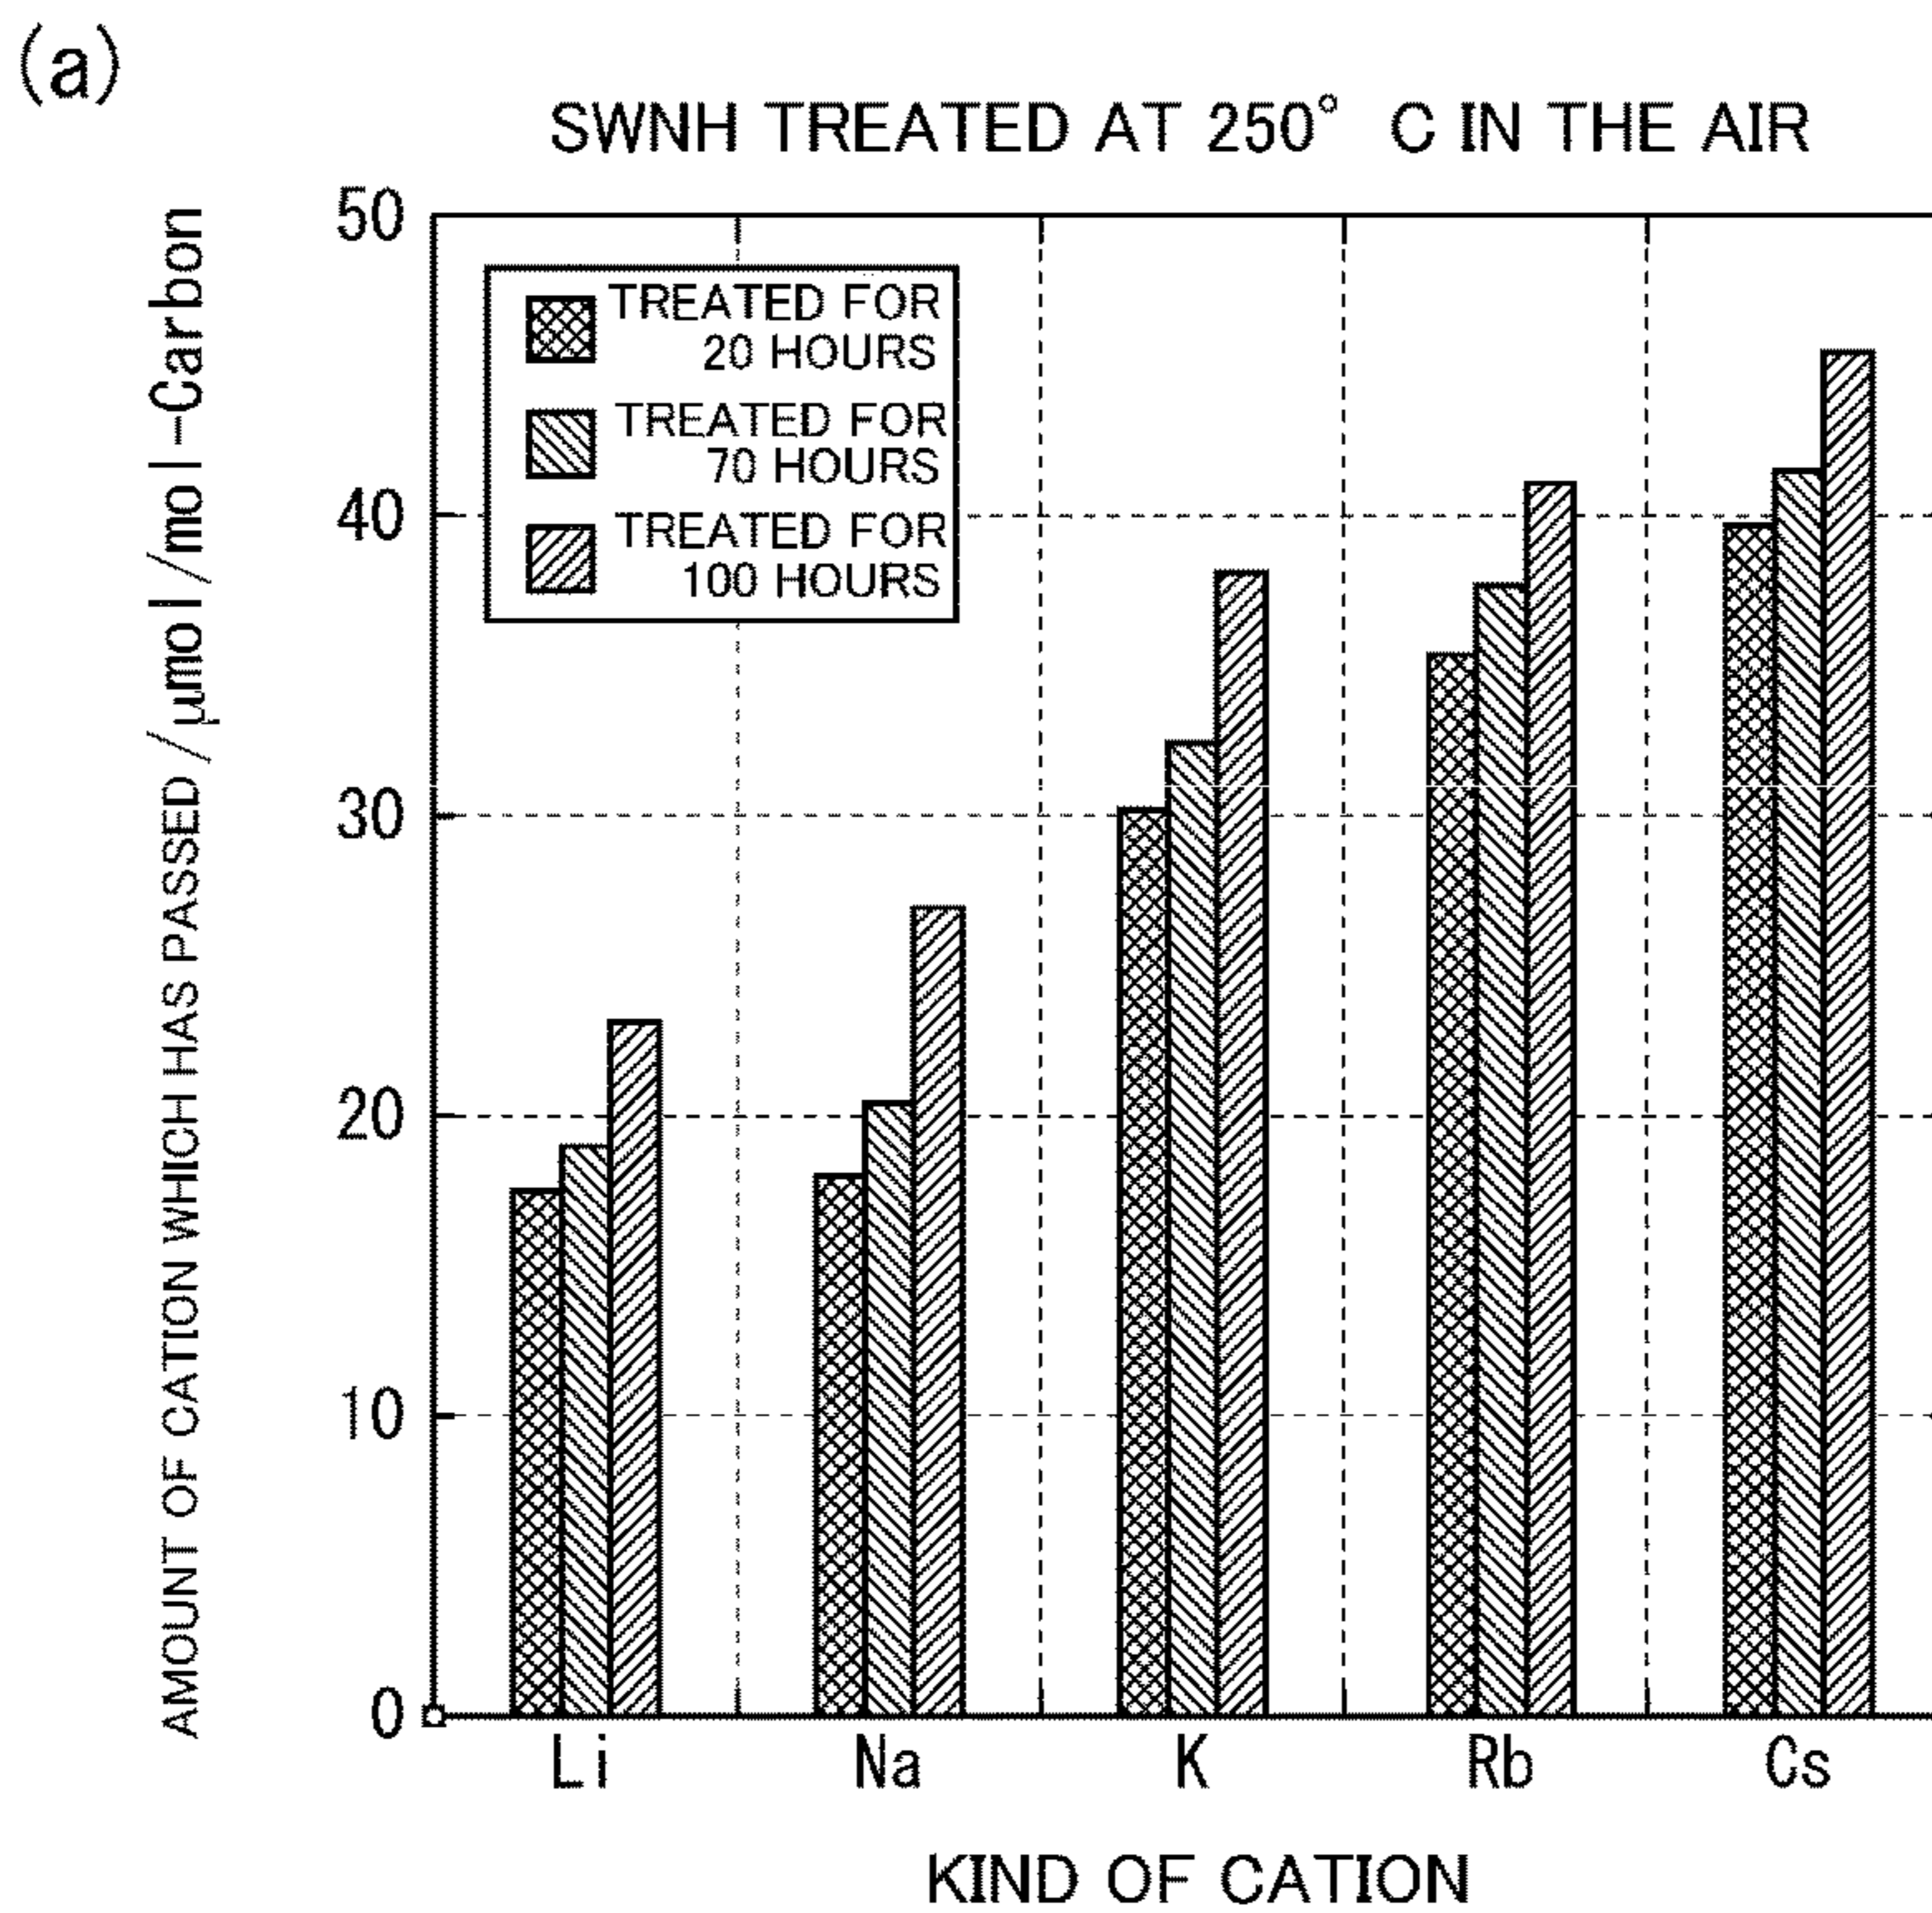 (a)
SWNH TREATED AT 250° C IN THE AIR
AMOUNT OF CATION WHICH HAS PASSED /μmol/mol-Carbon
50
40
30
20
10
0
TREATED FOR
20 HOURS
TREATED FOR
70 HOURS
TREATED FOR
100 HOURS
Li Na K Rb Cs
KIND OF CATION